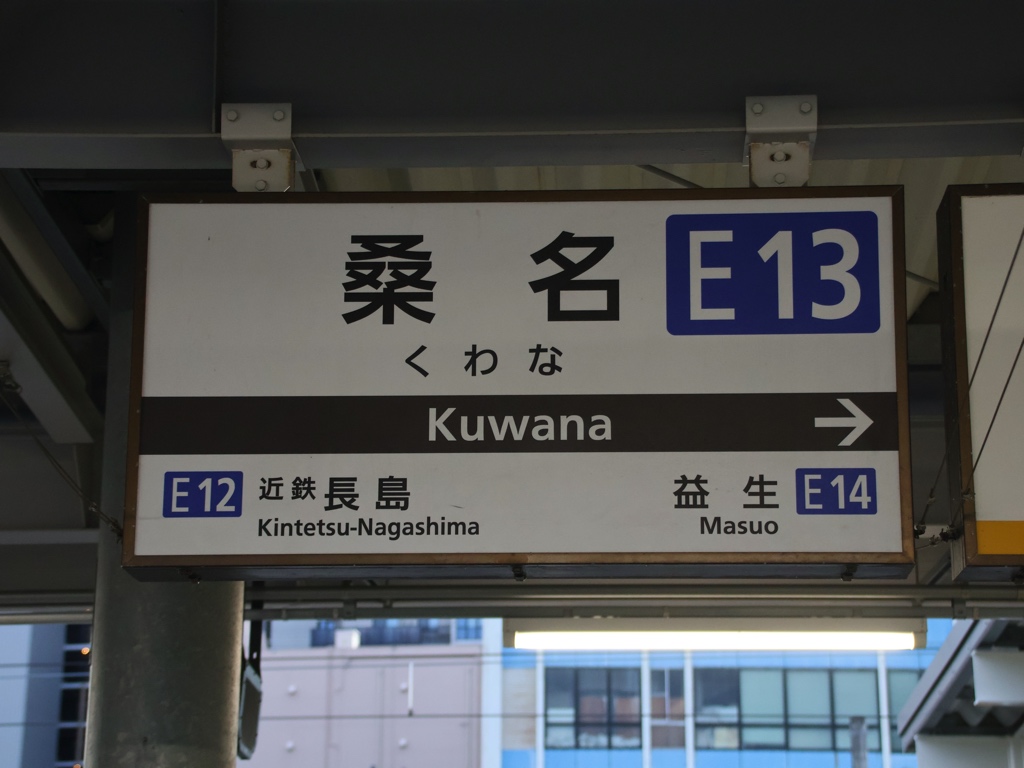 桑名 E13
くわな
Kuwana →
E12 近鉄長島 益生 E14
Kintetsu-Nagashima Masuo